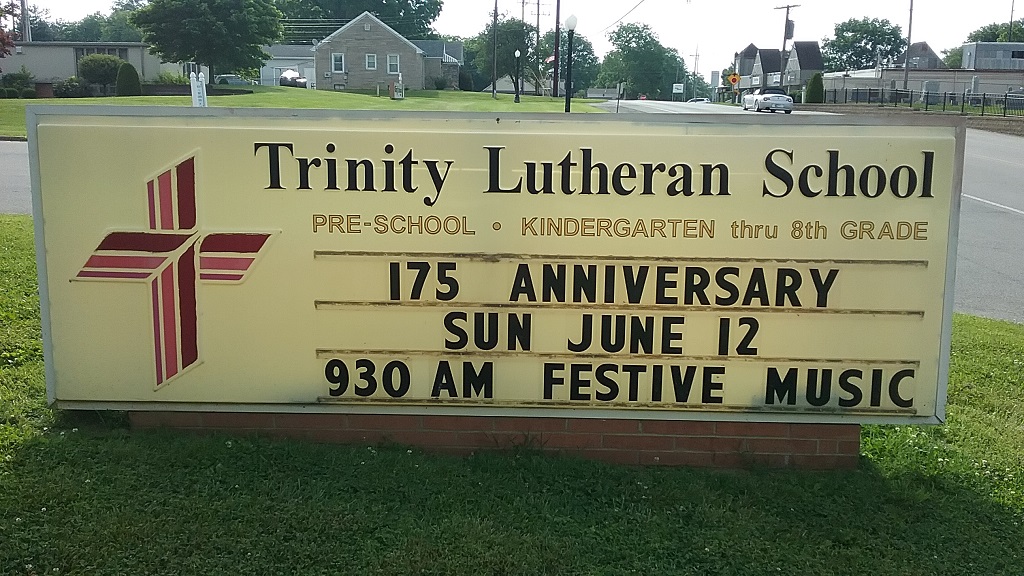 Trinity Lutheran School
PRE-SCHOOL • KINDERGARTEN thru 8th GRADE
175 ANNIVERSARY
SUN JUNE 12
930 AM FESTIVE MUSIC